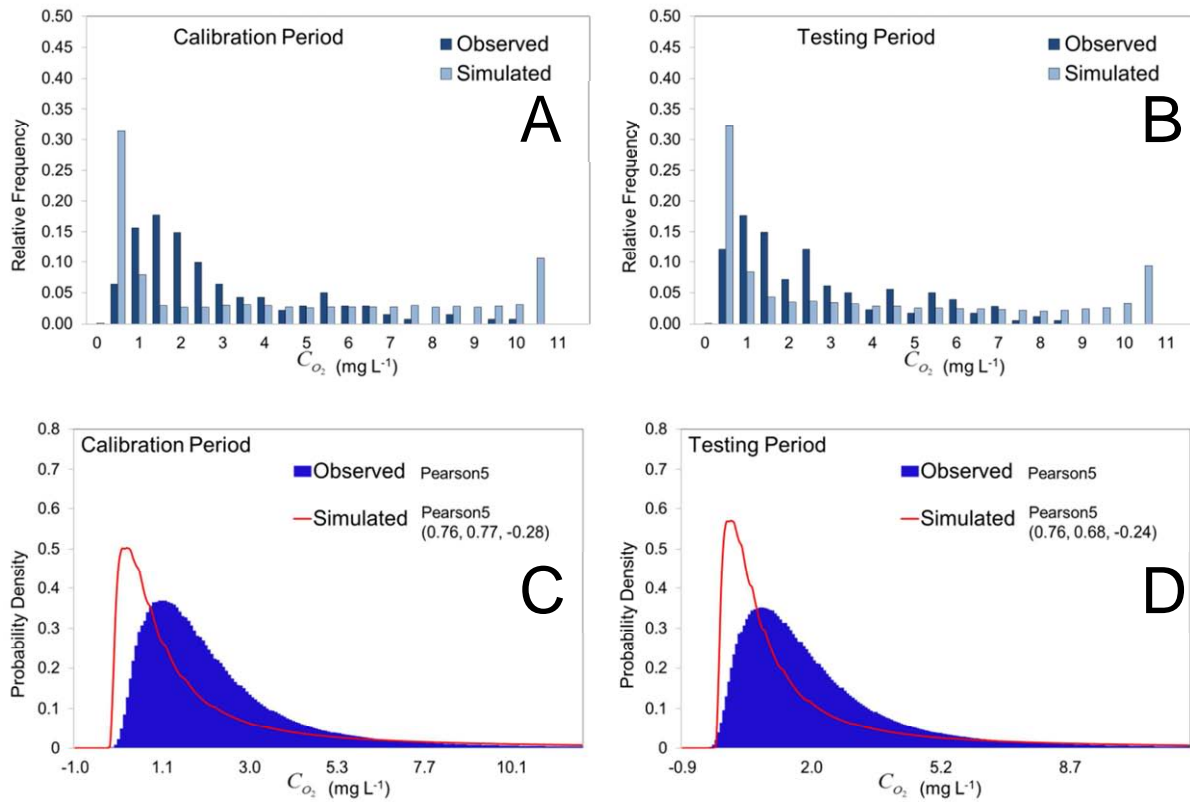 Calibration Period
Observed
Simulated
A
Relative Frequency
0.50
0.45
0.40
0.35
0.30
0.25
0.20
0.15
0.10
0.05
0.00
0 1 2 3 4 5 6 7 8 9 10 11
C_{O_2} (mg L⁻¹)
Testing Period
Observed
Simulated
B
Relative Frequency
0.50
0.45
0.40
0.35
0.30
0.25
0.20
0.15
0.10
0.05
0.00
0 1 2 3 4 5 6 7 8 9 10 11
C_{O_2} (mg L⁻¹)
Calibration Period
Observed Pearson5
Simulated Pearson5
(0.76, 0.77, -0.28)
C
Probability Density
0.8
0.7
0.6
0.5
0.4
0.3
0.2
0.1
0
-1.0 1.1 3.0 5.3 7.7 10.1
C_{O_2} (mg L⁻¹)
Testing Period
Observed Pearson5
Simulated Pearson5
(0.76, 0.68, -0.24)
D
Probability Density
0.8
0.7
0.6
0.5
0.4
0.3
0.2
0.1
0
-0.9 2.0 5.2 8.7
C_{O_2} (mg L⁻¹)